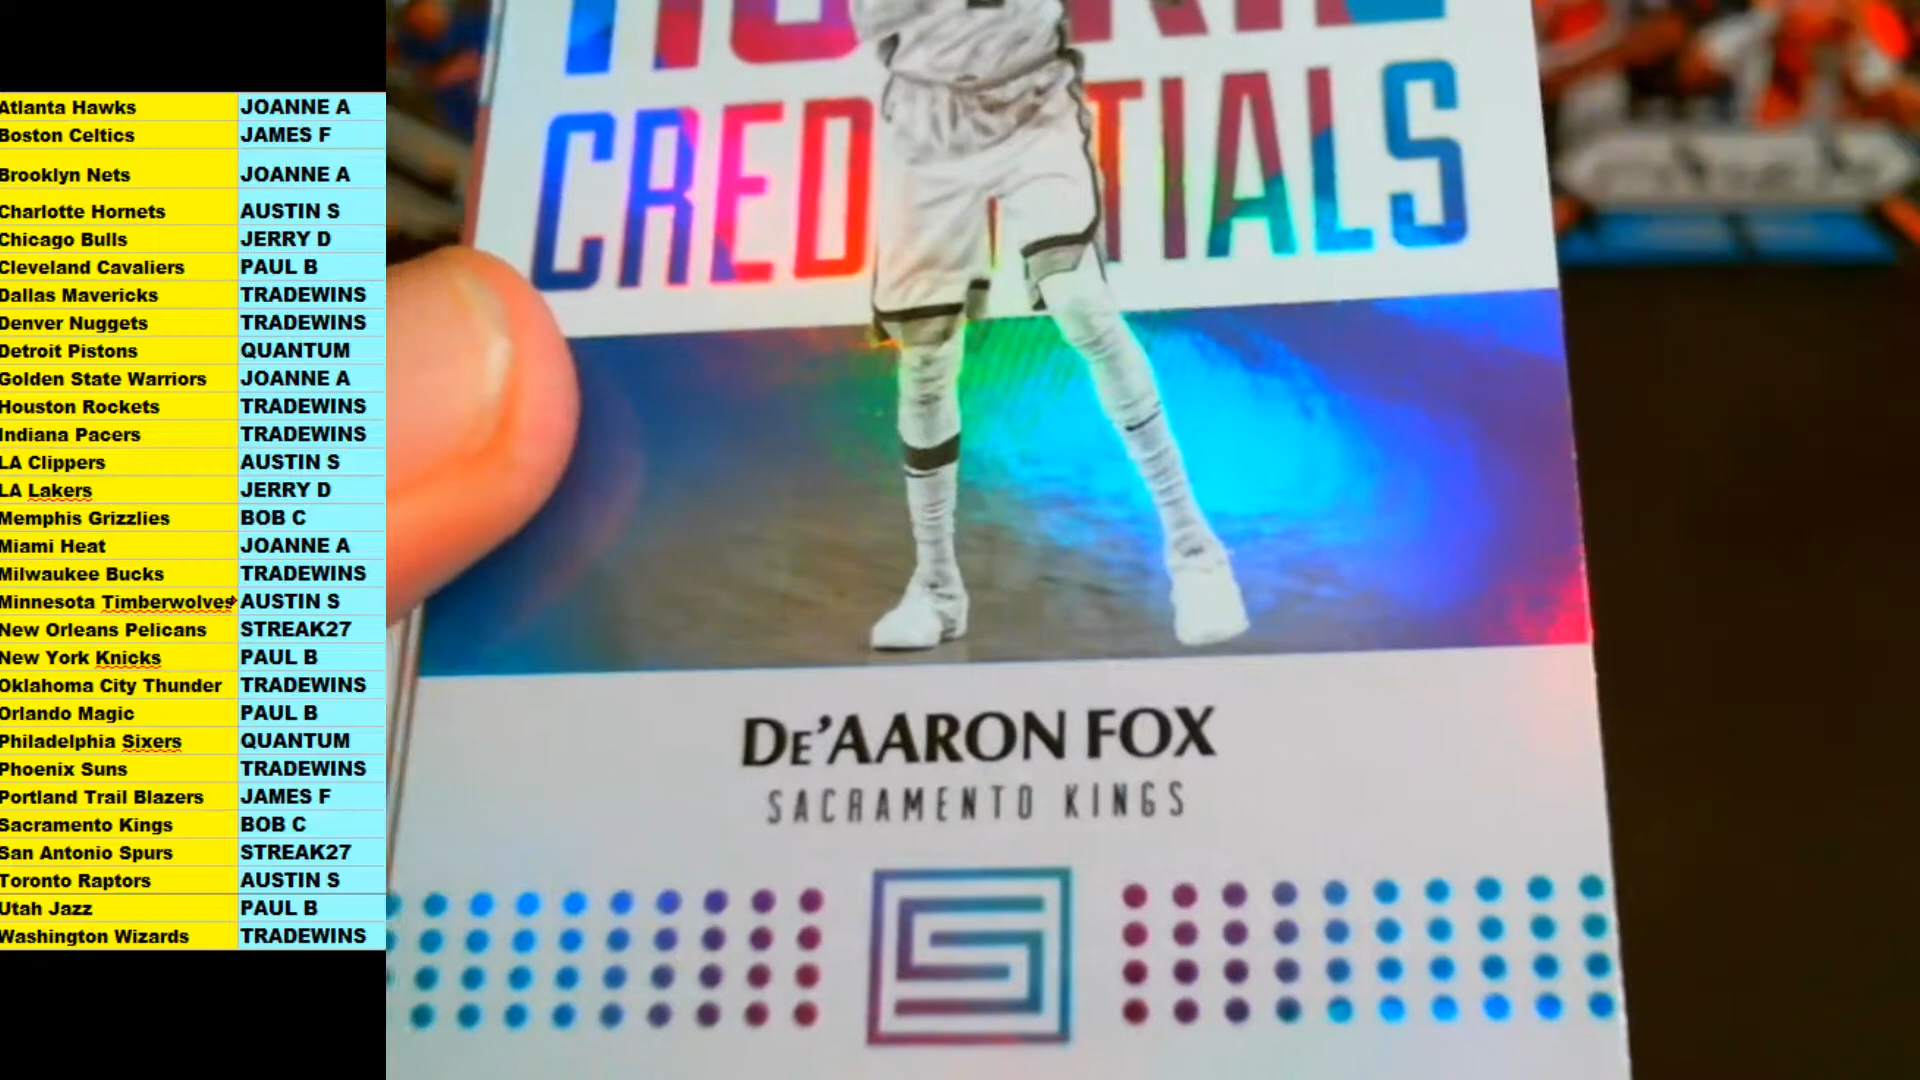 Atlanta Hawks JOANNE A
Boston Celtics JAMES F
Brooklyn Nets JOANNE A
Charlotte Hornets AUSTIN S
Chicago Bulls JERRY D
Cleveland Cavaliers PAUL B
Dallas Mavericks TRADEWINS
Denver Nuggets TRADEWINS
Detroit Pistons QUANTUM
Golden State Warriors JOANNE A
Houston Rockets TRADEWINS
Indiana Pacers TRADEWINS
LA Clippers AUSTIN S
LA Lakers JERRY D
Memphis Grizzlies BOB C
Miami Heat JOANNE A
Milwaukee Bucks TRADEWINS
Minnesota Timberwolves AUSTIN S
New Orleans Pelicans STREAK27
New York Knicks PAUL B
Oklahoma City Thunder TRADEWINS
Orlando Magic PAUL B
Philadelphia Sixers QUANTUM
Phoenix Suns TRADEWINS
Portland Trail Blazers JAMES F
Sacramento Kings BOB C
San Antonio Spurs STREAK27
Toronto Raptors AUSTIN S
Utah Jazz PAUL B
Washington Wizards TRADEWINS
CREDENTIALS
DE'AARON FOX
SACRAMENTO KINGS
S